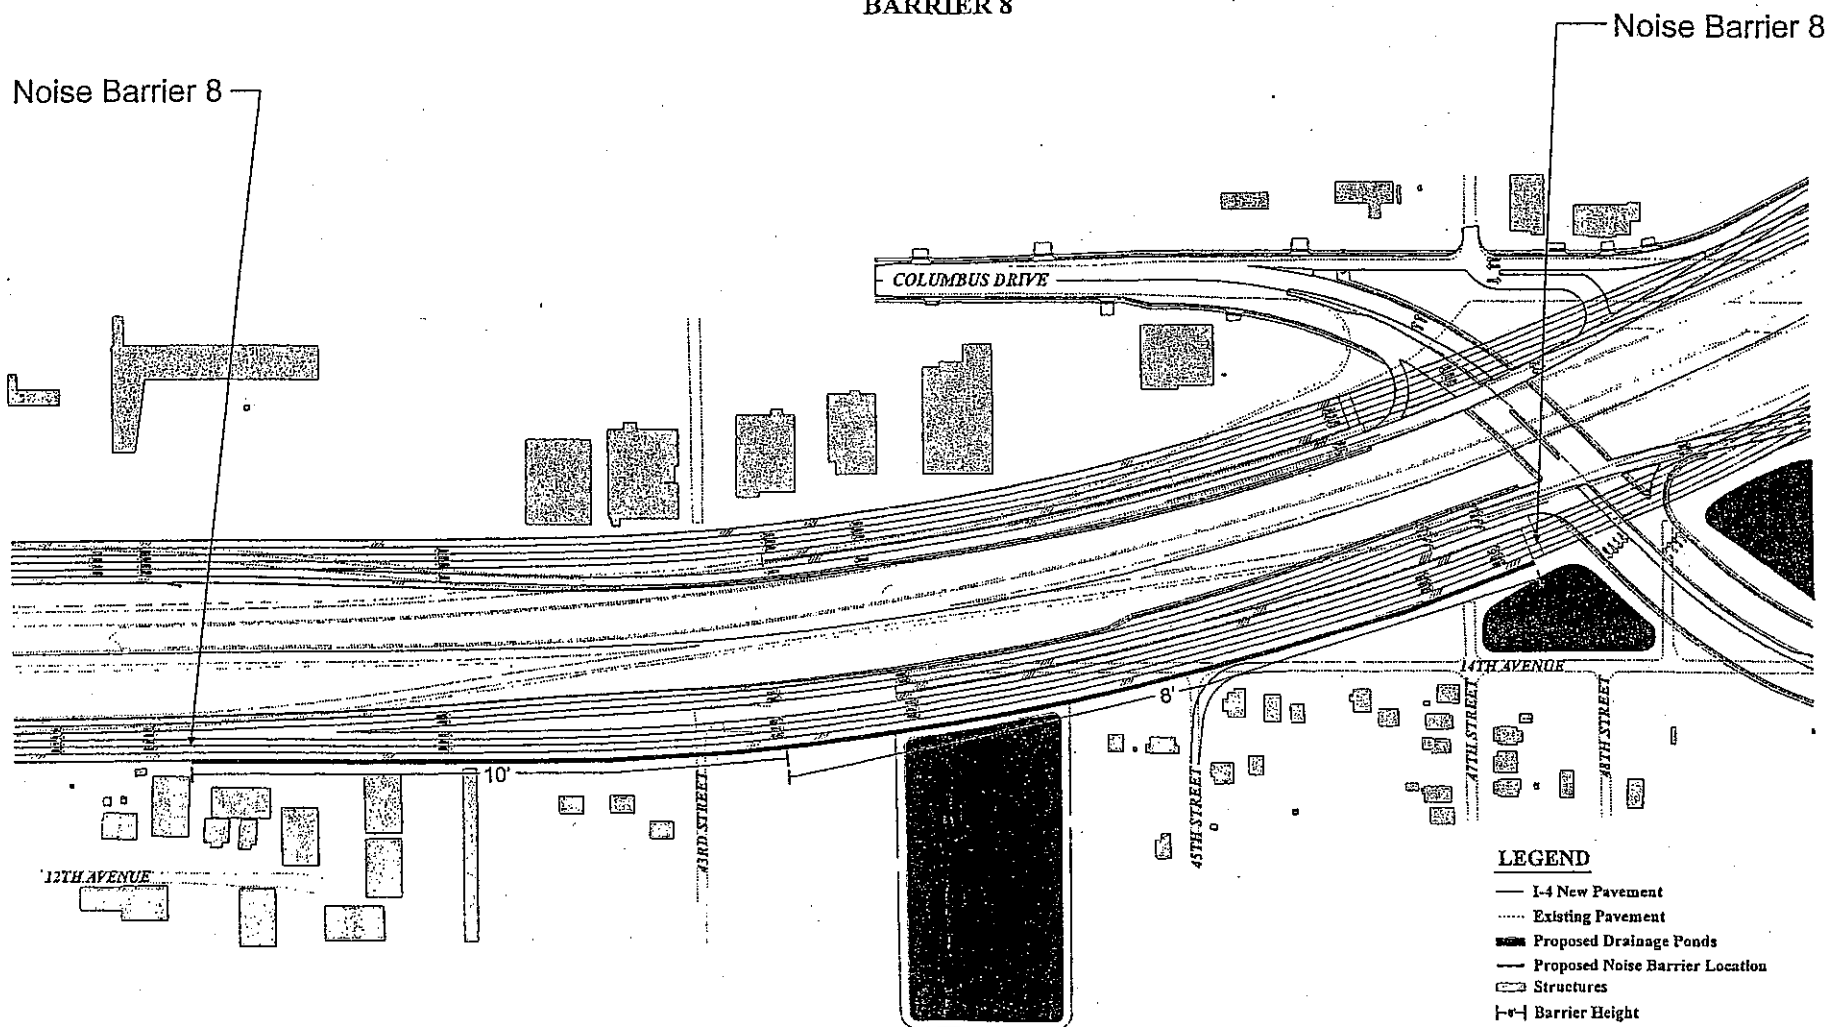 BARRIER 8
Noise Barrier 8
Noise Barrier 8
COLUMBUS DRIVE
14TH AVENUE
8'
47TH STREET
48TH STREET
10'
43RD STREET
45TH STREET
12TH AVENUE
LEGEND
I-4 New Pavement
Existing Pavement
Proposed Drainage Ponds
Proposed Noise Barrier Location
Structures
Barrier Height